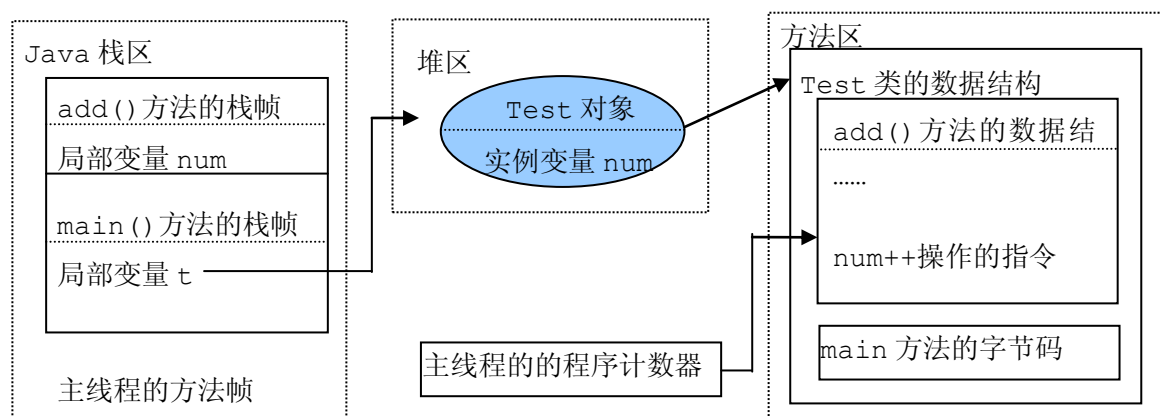 Java 栈区
add()方法的栈帧
局部变量 num
main()方法的栈帧
局部变量 t
主线程的方法帧
堆区
Test 对象
实例变量 num
主线程的的程序计数器
方法区
Test 类的数据结构
add()方法的数据结
……
num++操作的指令
main 方法的字节码